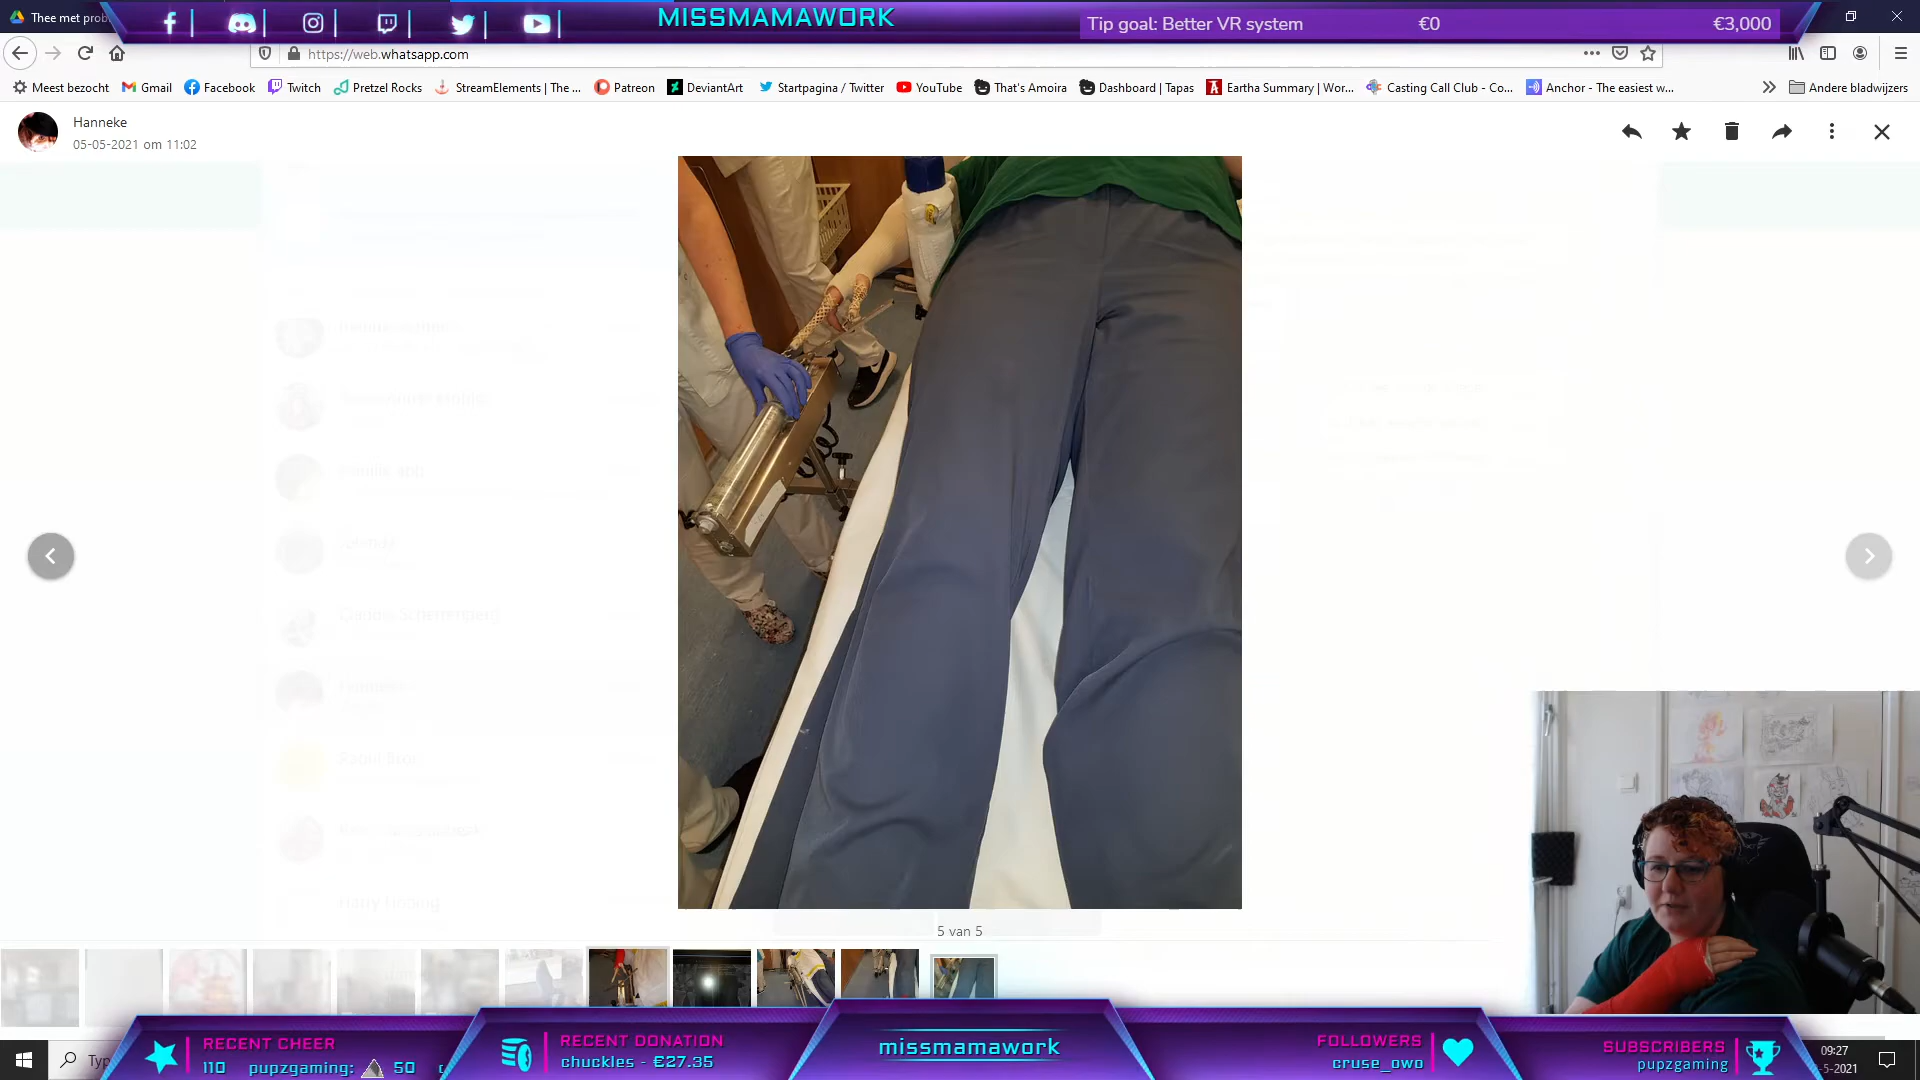 Thee met prob
MISSMAMAWORK
Tip goal: Better VR system €0 €3,000
https://web.whatsapp.com
Meest bezocht Gmail Facebook Twitch Pretzel Rocks StreamElements | The ... Patreon DeviantArt Startpagina / Twitter YouTube That's Amoira Dashboard | Tapas Eartha Summary | Wor... Casting Call Club - Co... Anchor - The easiest w... Andere bladwijzers
Hanneke
05-05-2021 om 11:02
5 van 5
RECENT CHEER
110 pupzgaming: 50
RECENT DONATION
chuckles - €27.35
missmamawork
FOLLOWERS
cruse_owo
SUBSCRIBERS
pupzgaming
Typ
09:27
-5-2021